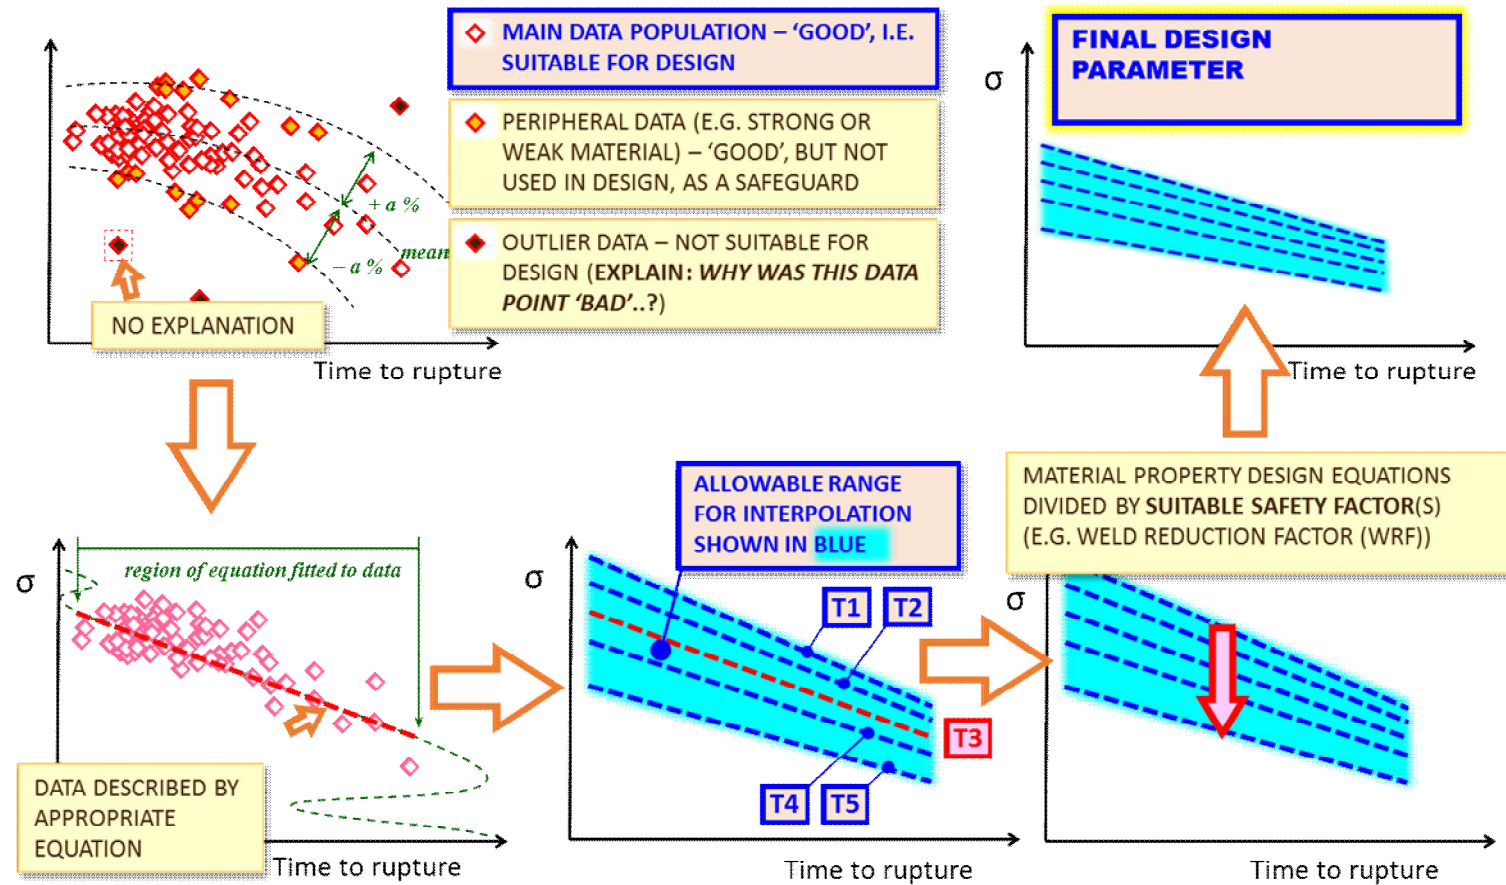 MAIN DATA POPULATION – ‘GOOD’, I.E.
SUITABLE FOR DESIGN
PERIPHERAL DATA (E.G. STRONG OR
WEAK MATERIAL) – ‘GOOD’, BUT NOT
USED IN DESIGN, AS A SAFEGUARD
OUTLIER DATA – NOT SUITABLE FOR
DESIGN (EXPLAIN: WHY WAS THIS DATA
POINT ‘BAD’..?)
+ a %
– a %
mean
NO EXPLANATION
Time to rupture
FINAL DESIGN
PARAMETER
σ
Time to rupture
σ
region of equation fitted to data
DATA DESCRIBED BY
APPROPRIATE
EQUATION
Time to rupture
ALLOWABLE RANGE
FOR INTERPOLATION
SHOWN IN BLUE
σ
T1
T2
T3
T4
T5
Time to rupture
MATERIAL PROPERTY DESIGN EQUATIONS
DIVIDED BY SUITABLE SAFETY FACTOR(S)
(E.G. WELD REDUCTION FACTOR (WRF))
σ
Time to rupture